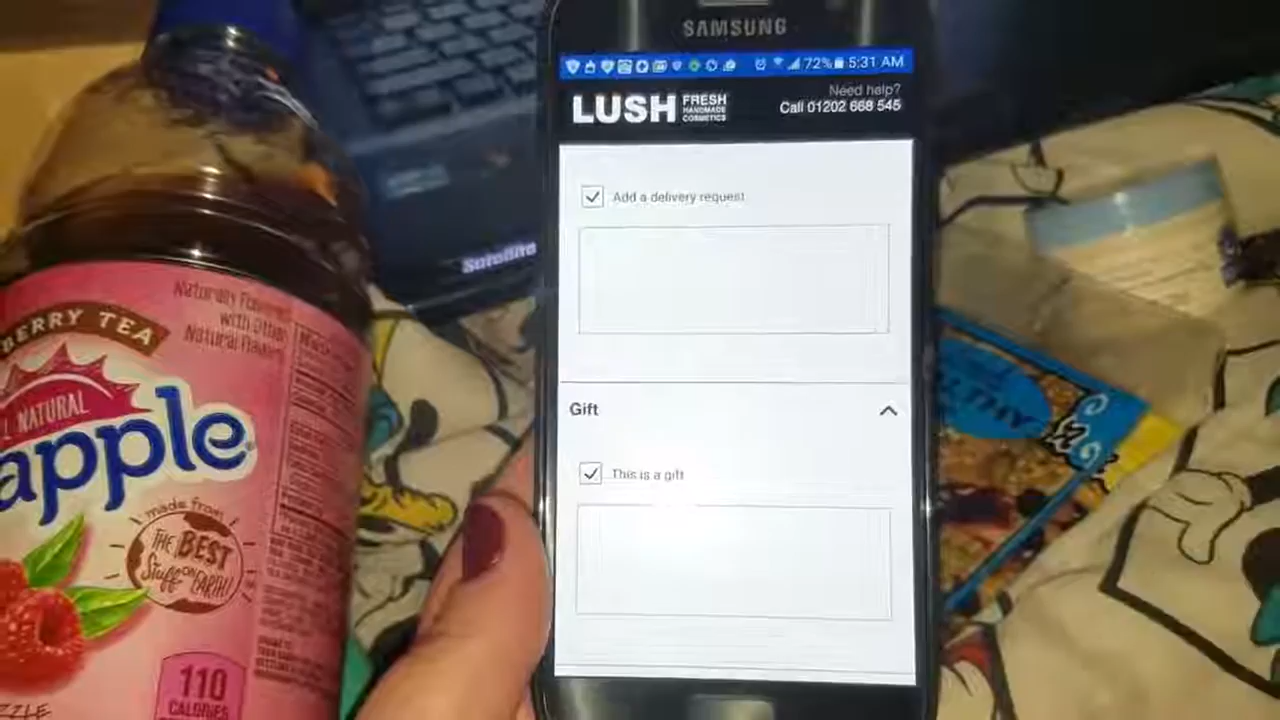 SAMSUNG
72% 5:31 AM
LUSH FRESH
HANDMADE
COSMETICS
Need help?
Call 01202 668 545
Add a delivery request
Gift
This is a gift
Satellite
BERRY TEA
Naturally Flavored
with Other
Natural Flavors
NATURAL
apple
made from
THE BEST
Stuff ON EARTH!
110
CALORIES